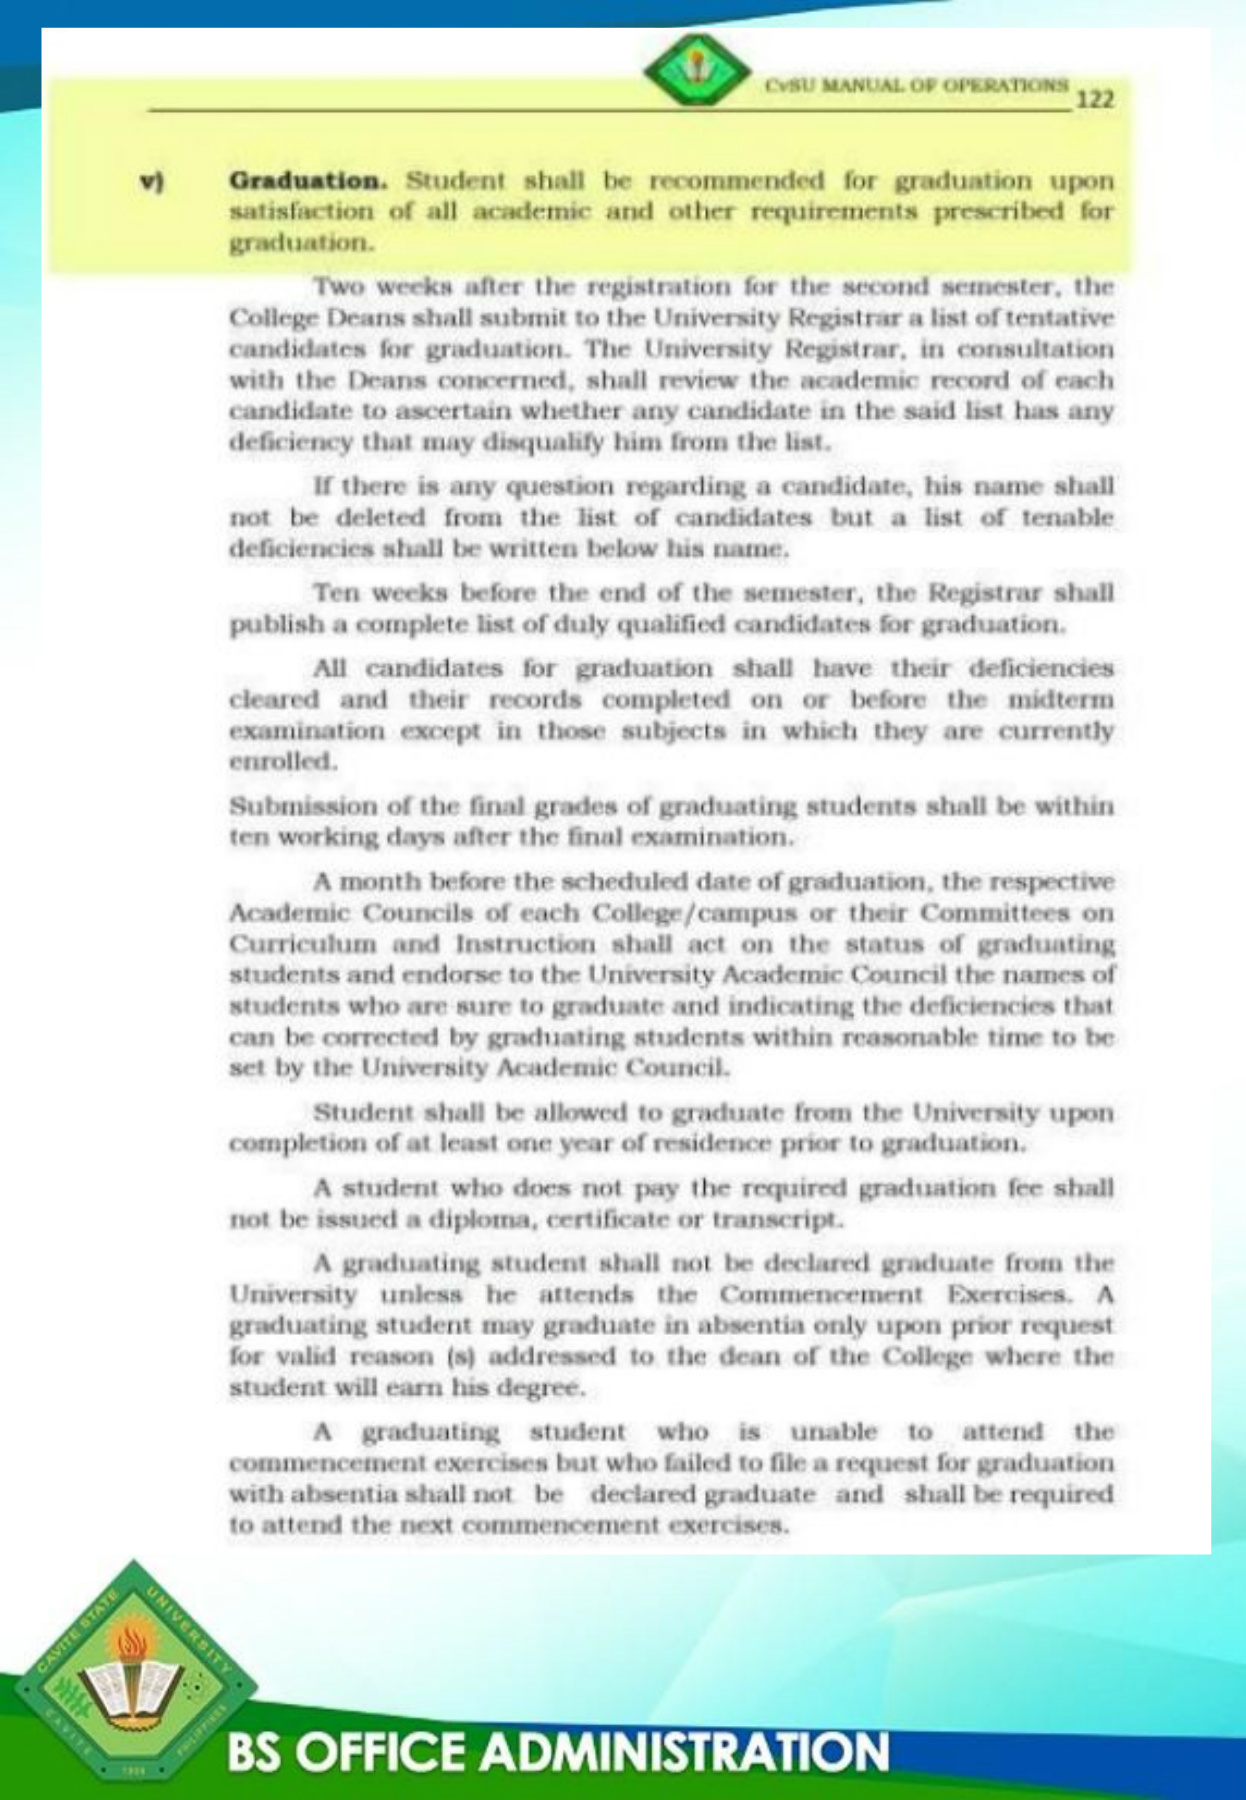 CvSU MANUAL OF OPERATIONS
122
v) Graduation. Student shall be recommended for graduation upon
satisfaction of all academic and other requirements prescribed for
graduation.
Two weeks after the registration for the second semester, the
College Deans shall submit to the University Registrar a list of tentative
candidates for graduation. The University Registrar, in consultation
with the Deans concerned, shall review the academic record of each
candidate to ascertain whether any candidate in the said list has any
deficiency that may disqualify him from the list.
If there is any question regarding a candidate, his name shall
not be deleted from the list of candidates but a list of tenable
deficiencies shall be written below his name.
Ten weeks before the end of the semester, the Registrar shall
publish a complete list of duly qualified candidates for graduation.
All candidates for graduation shall have their deficiencies
cleared and their records completed on or before the midterm
examination except in those subjects in which they are currently
enrolled.
Submission of the final grades of graduating students shall be within
ten working days after the final examination.
A month before the scheduled date of graduation, the respective
Academic Councils of each College/campus or their Committees on
Curriculum and Instruction shall act on the status of graduating
students and endorse to the University Academic Council the names of
students who are sure to graduate and indicating the deficiencies that
can be corrected by graduating students within reasonable time to be
set by the University Academic Council.
Student shall be allowed to graduate from the University upon
completion of at least one year of residence prior to graduation.
A student who does not pay the required graduation fee shall
not be issued a diploma, certificate or transcript.
A graduating student shall not be declared graduate from the
University unless he attends the Commencement Exercises. A
graduating student may graduate in absentia only upon prior request
for valid reason (s) addressed to the dean of the College where the
student will earn his degree.
A graduating student who is unable to attend the
commencement exercises but who failed to file a request for graduation
with absentia shall not be declared graduate and shall be required
to attend the next commencement exercises.
CAVITE STATE UNIVERSITY
CAVITE PHILIPPINES
1906
BS OFFICE ADMINISTRATION